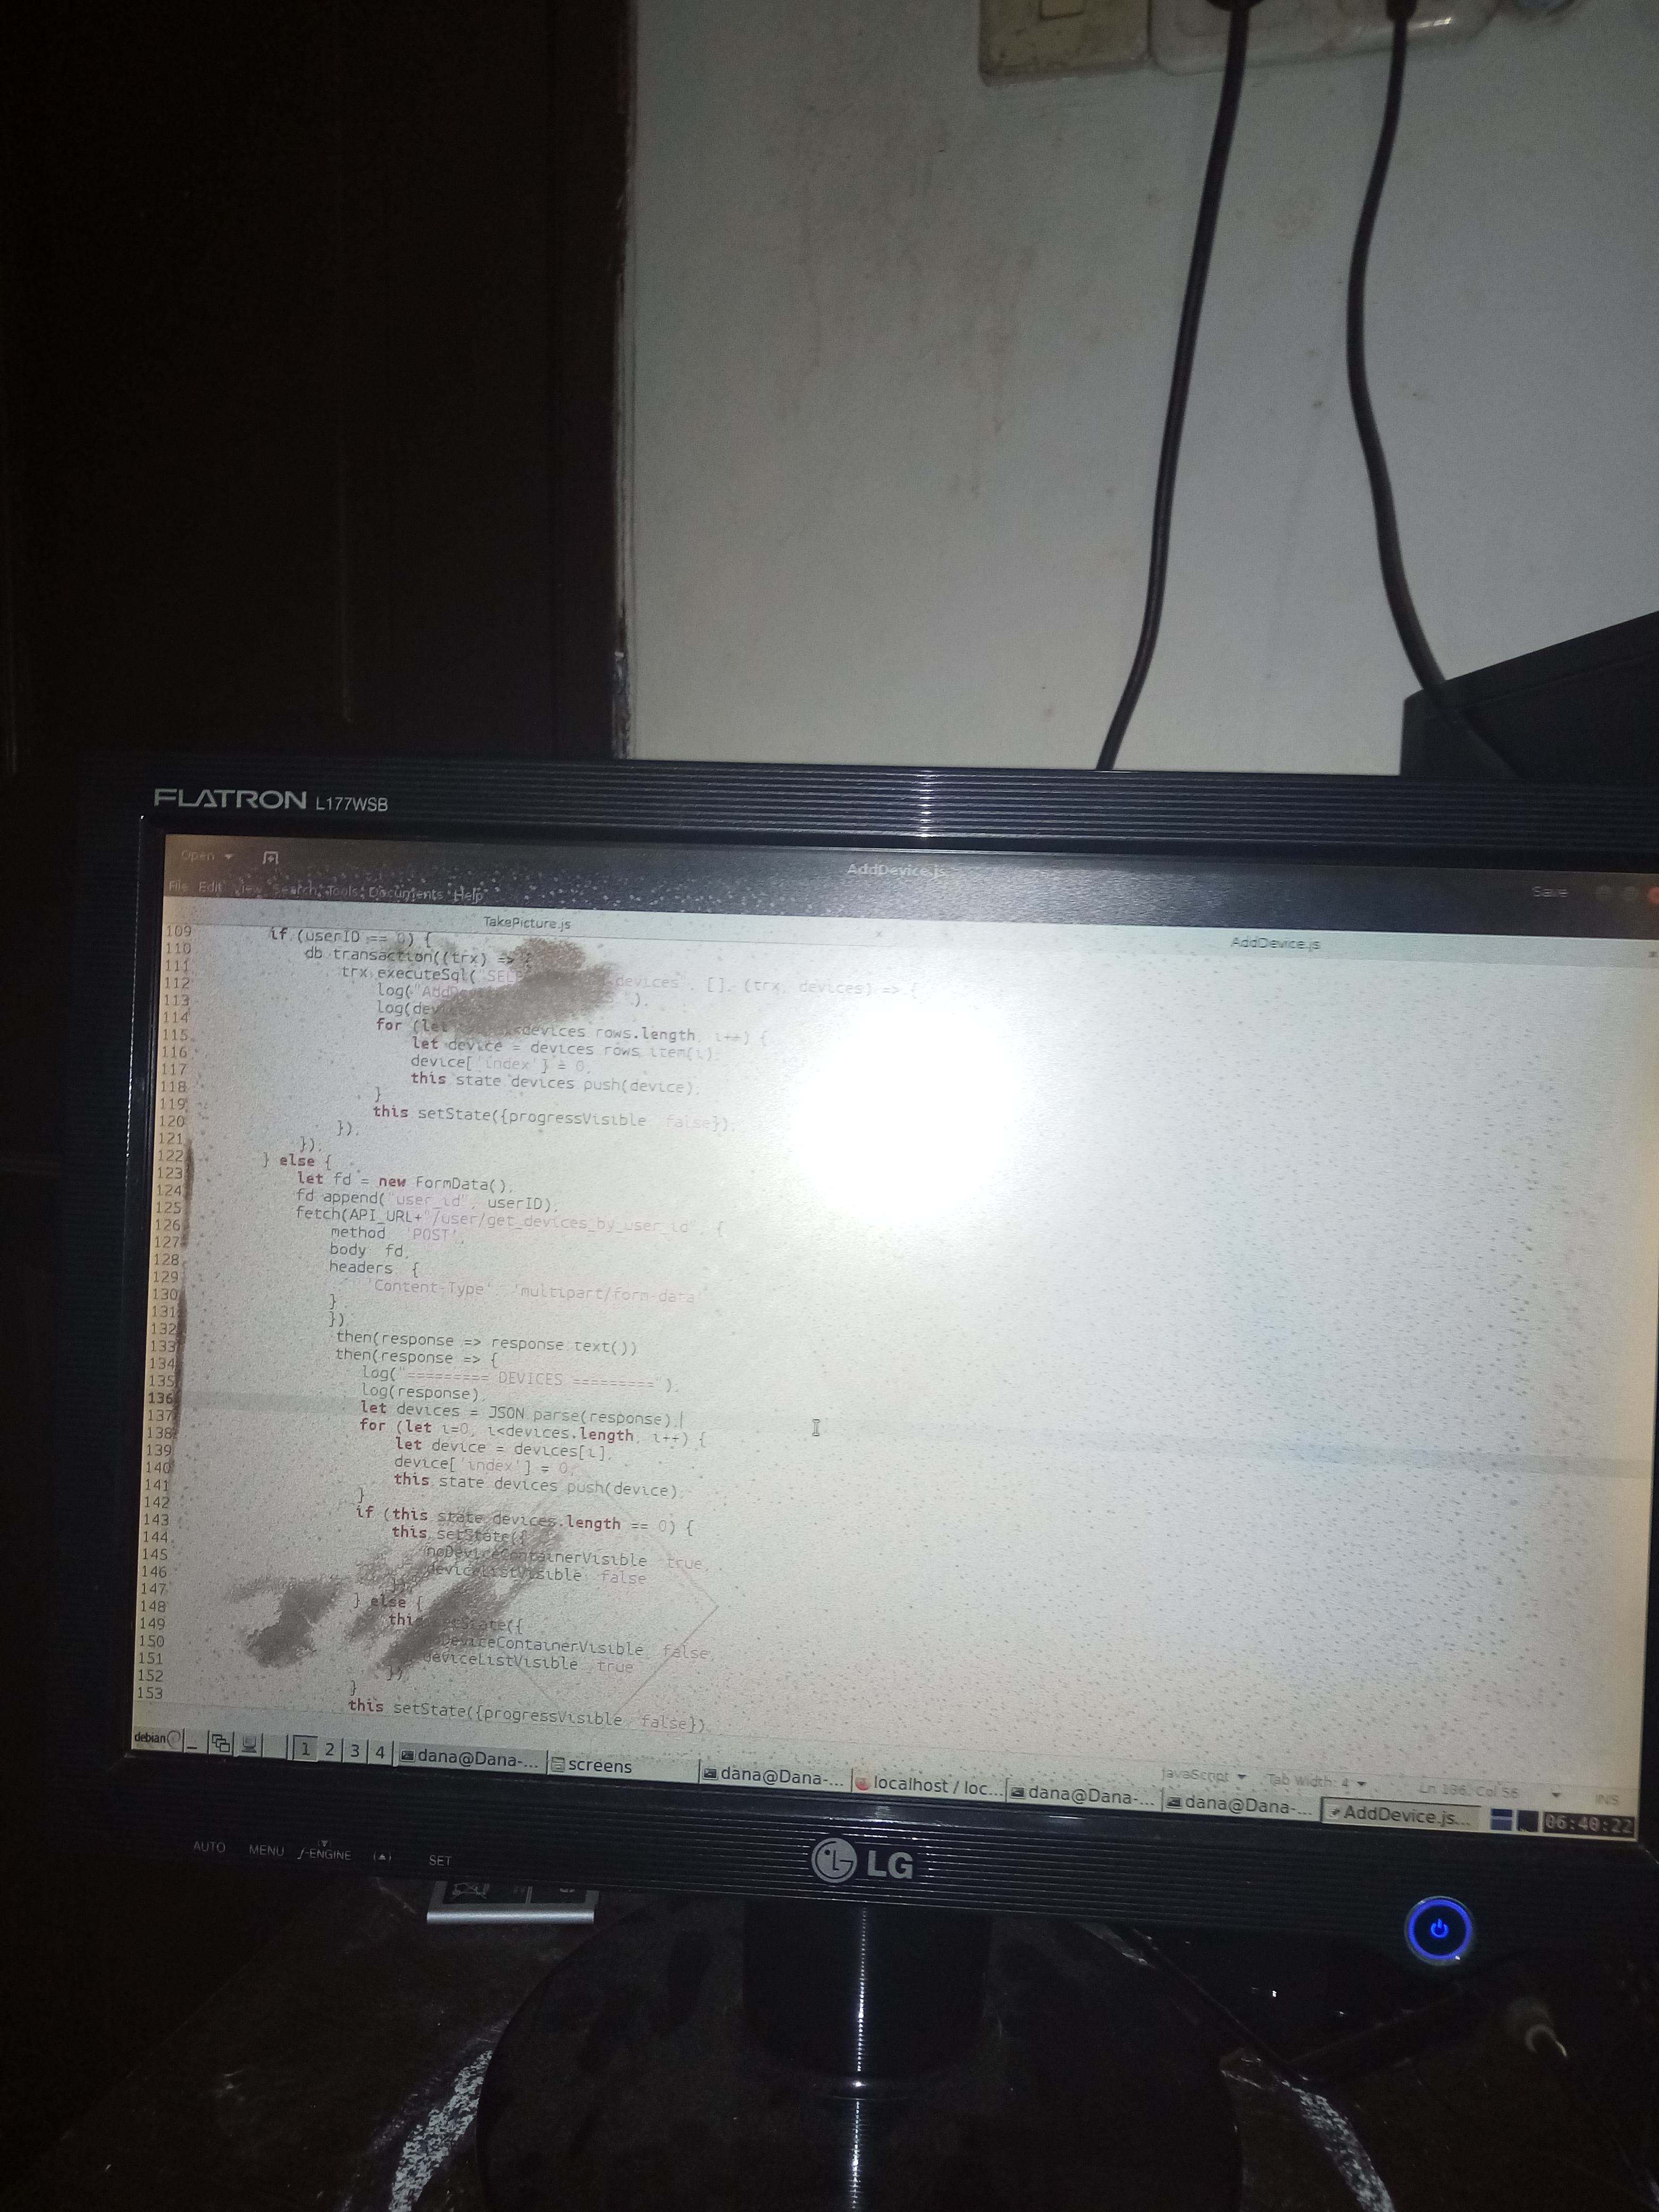 FLATRON L177WSB
Open
AddDevice.js
Save
File Edit View Search Tools Documents Help
TakePicture.js
AddDevice.js
109 if (userID == 0) {
110 db transaction((trx) =>
111 trx executeSql( devices , [], (trx, devices) => {
112 log(
113 log(
114 for (let <devices rows.length, i++) {
115 let device = devices rows item(i)
116 device['index'] = 0,
117 this state devices push(device),
118 }
119 this setState({progressVisible false}),
120 }),
121 }),
122 } else {
123 let fd = new FormData(),
124 fd append("user_id", userID),
125 fetch(API_URL+"/user/get_devices_by_user_id", {
126 method 'POST',
127 body fd,
128 headers {
129 'Content-Type' 'multipart/form-data'
130 }
131 })
132 then(response => response text())
133 then(response => {
134 log("========= DEVICES ========="),
135 log(response),
136 let devices = JSON parse(response),
137 for (let i=0, i<devices.length, i++) {
138 let device = devices[i],
139 device['index'] = 0,
140 this state devices push(device),
141 }
142 if (this state devices.length == 0) {
143 this setState({
144 noDeviceContainerVisible true,
145 deviceListVisible false
146 }),
147 } else {
148 this setState({
149 DeviceContainerVisible false,
150 deviceListVisible true
151 }),
152 }
153 this setState({progressVisible false}),
JavaScript Tab Width: 4 Ln 136, Col 56 INS
debian 1 2 3 4 dana@Dana-... screens dana@Dana-... localhost / loc... dana@Dana-... dana@Dana-... AddDevice.js... 06:40:22
AUTO MENU f-ENGINE SET
LG